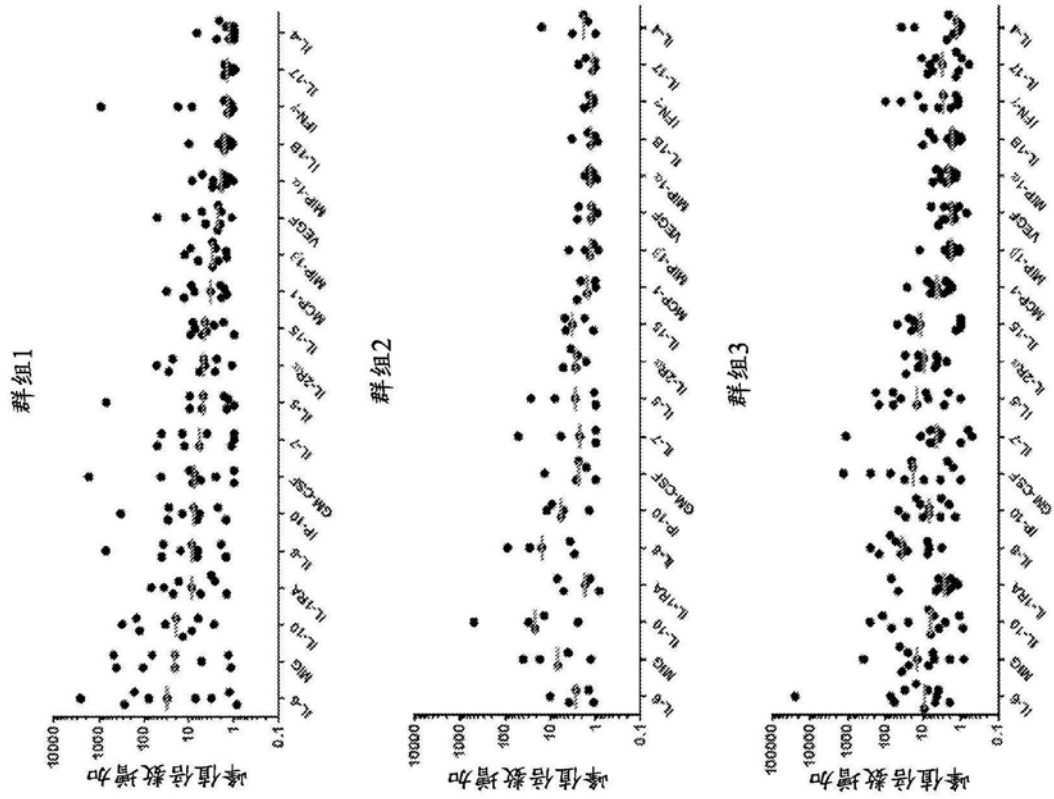 群组1
峰值倍数增加
10000
1000
100
10
1
0.1
IL-6
MIG
IL-10
IL-1RA
IL-8
IP-10
GM-CSF
IL-7
IL-5
IL-2Rα
IL-15
MCP-1
MIP-1β
VEGF
MIP-1α
IL-1B
IFN-γ
IL-17
IL-4
群组2
峰值倍数增加
10000
1000
100
10
1
0.1
IL-6
MIG
IL-10
IL-1RA
IL-8
IP-10
GM-CSF
IL-7
IL-5
IL-2Rα
IL-15
MCP-1
MIP-1β
VEGF
MIP-1α
IL-1B
IFN-γ
IL-17
IL-4
群组3
峰值倍数增加
100000
10000
1000
100
10
1
0.1
IL-6
MIG
IL-10
IL-1RA
IL-8
IP-10
GM-CSF
IL-7
IL-5
IL-2Rα
IL-15
MCP-1
MIP-1β
VEGF
MIP-1α
IL-1B
IFN-γ
IL-17
IL-4